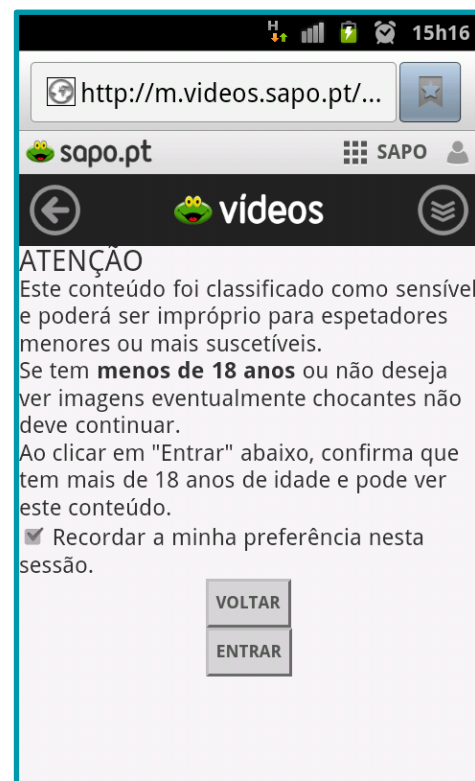 H 15h16
http://m.videos.sapo.pt/...
sapo.pt SAPO
vídeos
ATENÇÃO
Este conteúdo foi classificado como sensível
e poderá ser impróprio para espetadores
menores ou mais suscetíveis.
Se tem menos de 18 anos ou não deseja
ver imagens eventualmente chocantes não
deve continuar.
Ao clicar em "Entrar" abaixo, confirma que
tem mais de 18 anos de idade e pode ver
este conteúdo.
Recordar a minha preferência nesta
sessão.
VOLTAR
ENTRAR